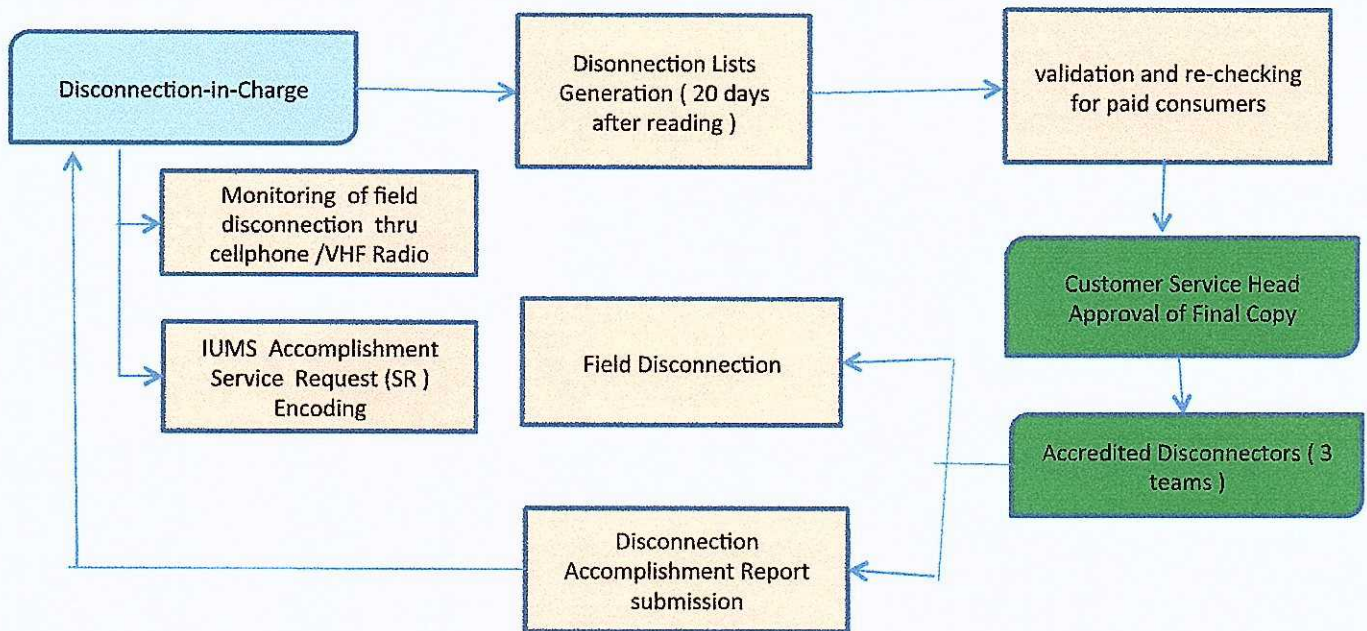 Disconnection-in-Charge
Disonnection Lists
Generation ( 20 days
after reading )
validation and re-checking
for paid consumers
Monitoring of field
disconnection thru
cellphone /VHF Radio
Customer Service Head
Approval of Final Copy
IUMS Accomplishment
Service Request (SR )
Encoding
Field Disconnection
Accredited Disconnectors ( 3
teams )
Disconnection
Accomplishment Report
submission